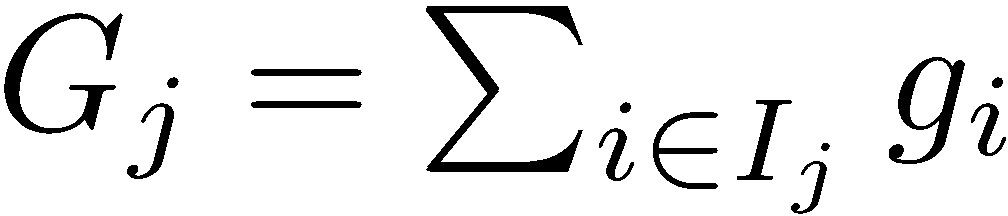 G_j = \sum_{i \in I_j} g_i